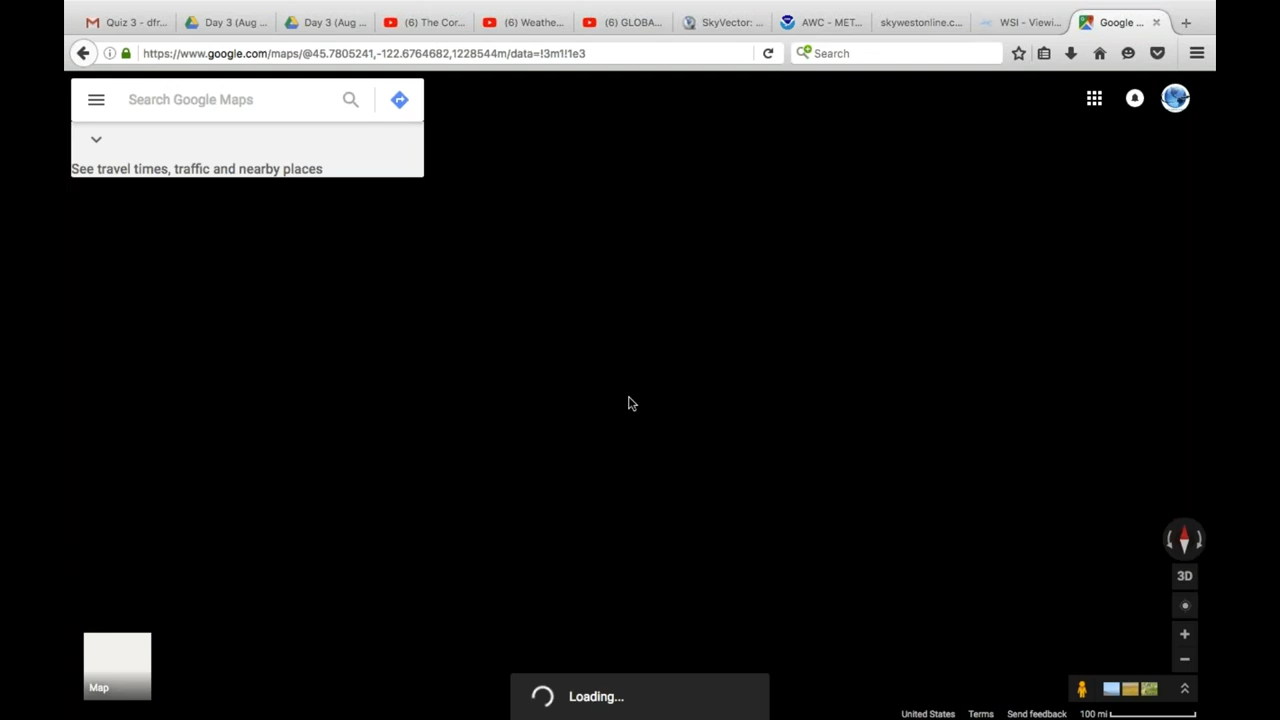 Quiz 3 - dfr...
Day 3 (Aug ...
Day 3 (Aug ...
(6) The Cor...
(6) Weathe...
(6) GLOBA...
SkyVector: ...
AWC - MET...
skywestonline.c...
WSI - Viewi...
Google ...
https://www.google.com/maps/@45.7805241,-122.6764682,1228544m/data=!3m1!1e3
Search
Search Google Maps
See travel times, traffic and nearby places
3D
+
−
Map
Loading...
United States
Terms
Send feedback
100 mi